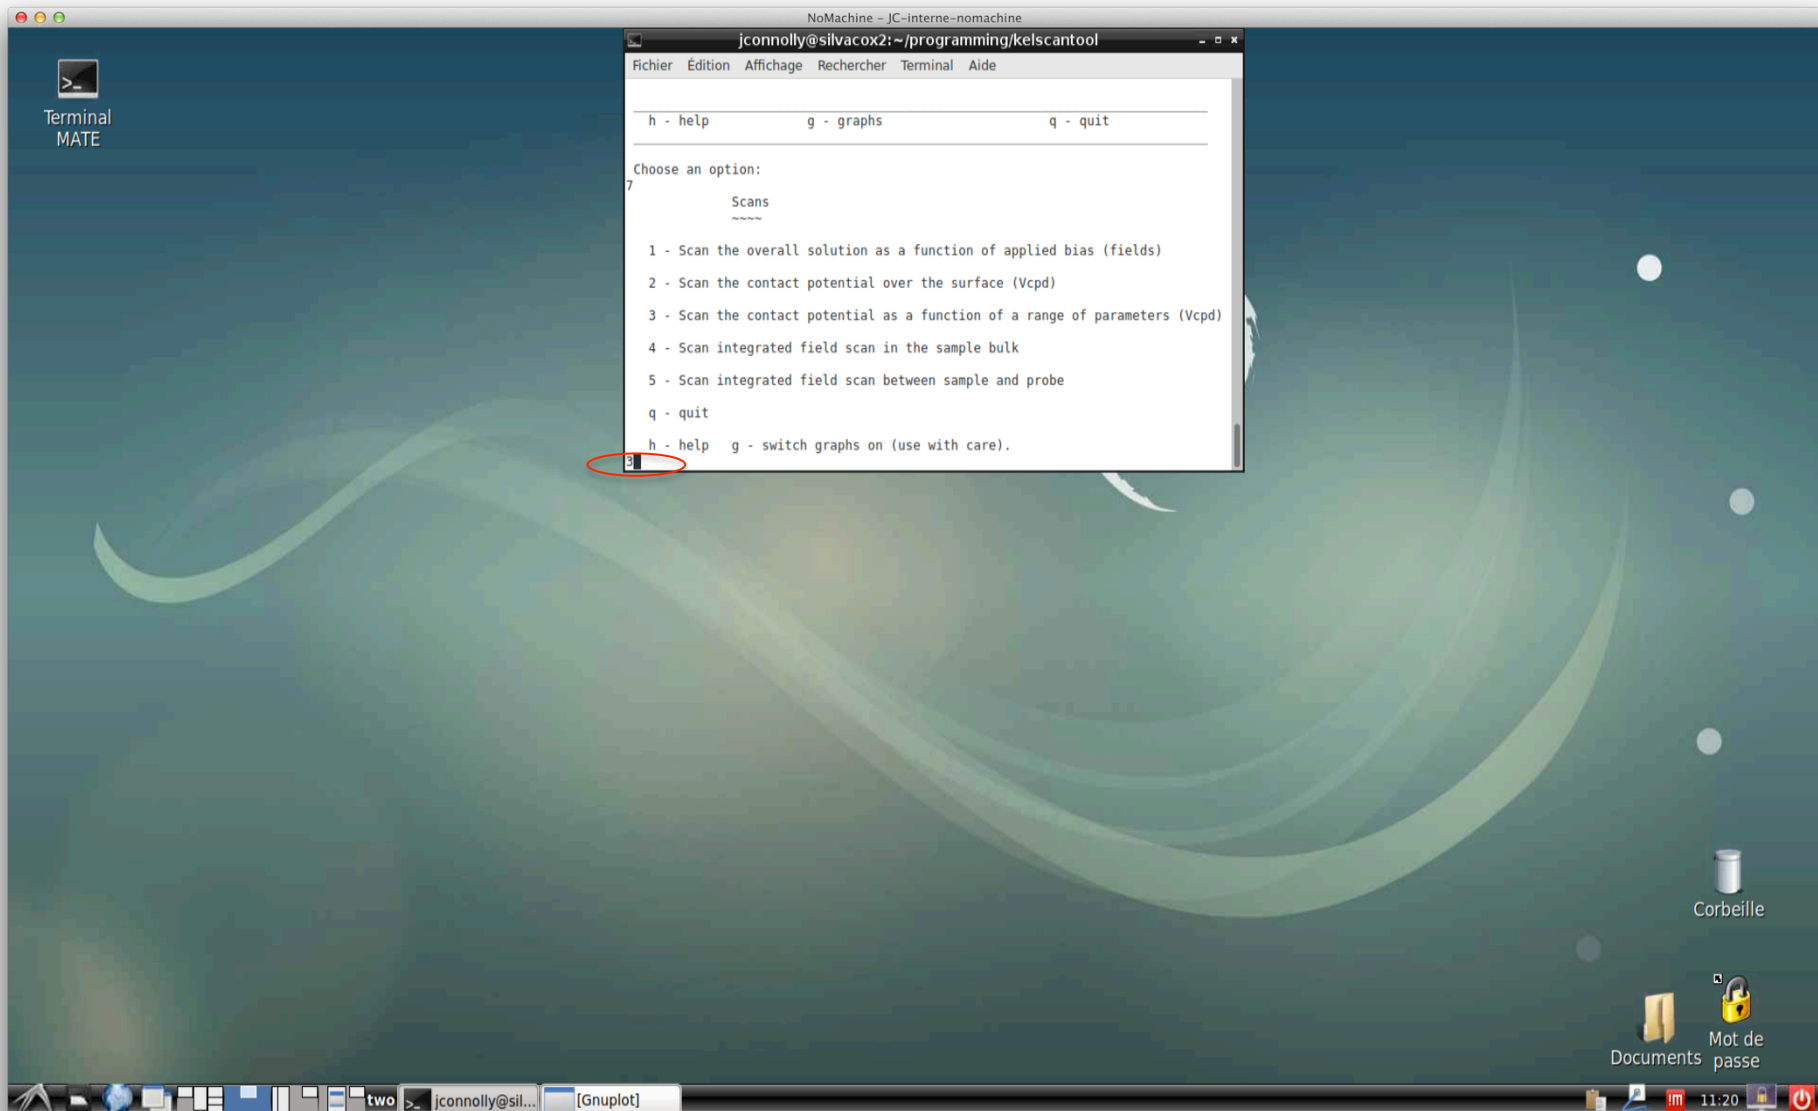 NoMachine - JC-interne-nomachine
Terminal
MATE
jconnolly@silvacox2:~/programming/kelscantool
Fichier Édition Affichage Rechercher Terminal Aide
h - help g - graphs q - quit
Choose an option:
7
Scans
~~~~
1 - Scan the overall solution as a function of applied bias (fields)
2 - Scan the contact potential over the surface (Vcpd)
3 - Scan the contact potential as a function of a range of parameters (Vcpd)
4 - Scan integrated field scan in the sample bulk
5 - Scan integrated field scan between sample and probe
q - quit
h - help g - switch graphs on (use with care).
3
Corbeille
Documents
Mot de
passe
two
jconnolly@sil...
[Gnuplot]
!M
11:20